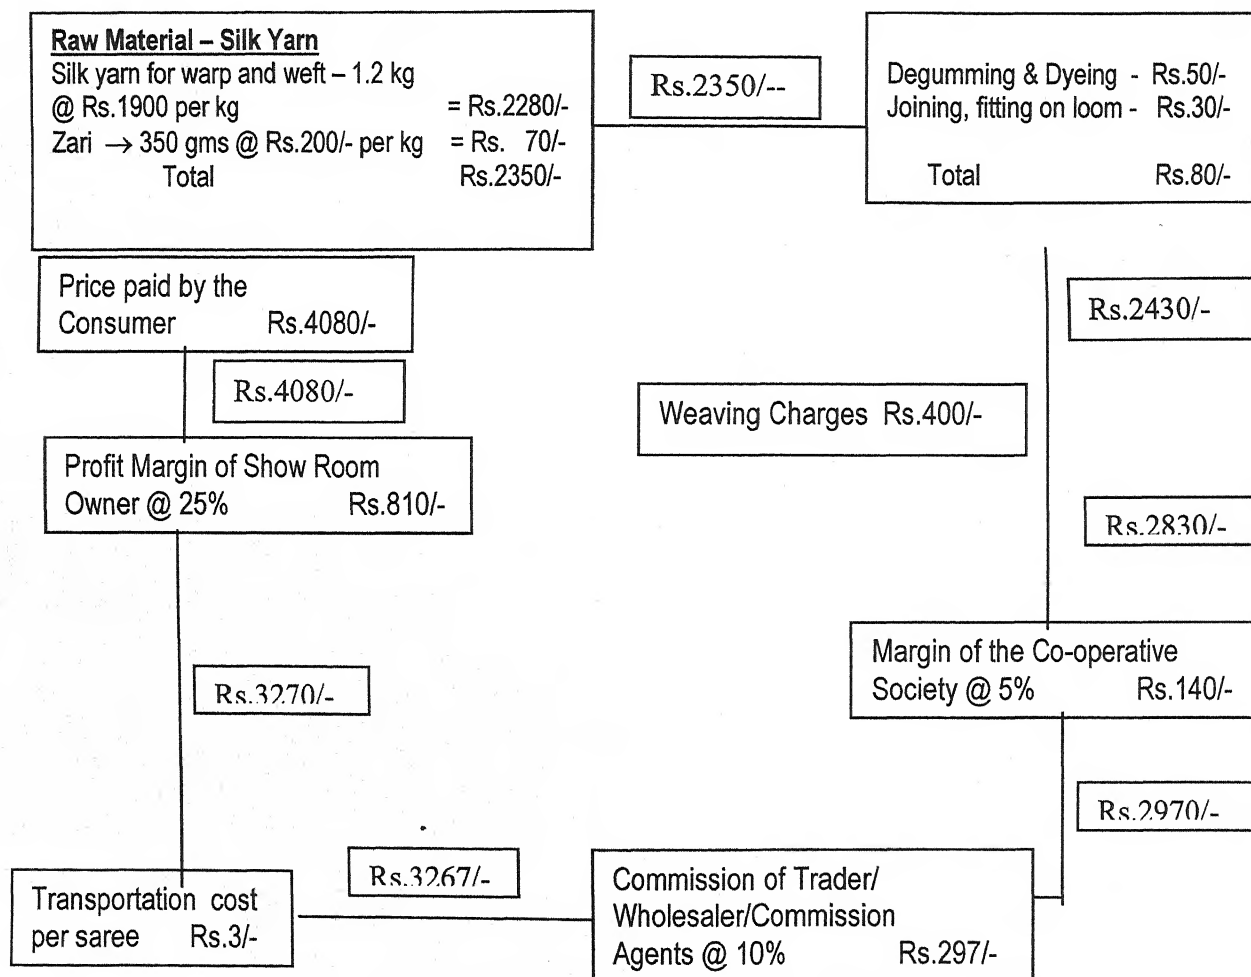 Raw Material – Silk Yarn
Silk yarn for warp and weft – 1.2 kg
@ Rs.1900 per kg = Rs.2280/-
Zari → 350 gms @ Rs.200/- per kg = Rs. 70/-
Total Rs.2350/-
Rs.2350/--
Degumming & Dyeing - Rs.50/-
Joining, fitting on loom - Rs.30/-
Total Rs.80/-
Rs.2430/-
Weaving Charges Rs.400/-
Rs.2830/-
Margin of the Co-operative
Society @ 5% Rs.140/-
Rs.2970/-
Commission of Trader/
Wholesaler/Commission
Agents @ 10% Rs.297/-
Rs.3267/-
Transportation cost
per saree Rs.3/-
Rs.3270/-
Profit Margin of Show Room
Owner @ 25% Rs.810/-
Rs.4080/-
Price paid by the
Consumer Rs.4080/-